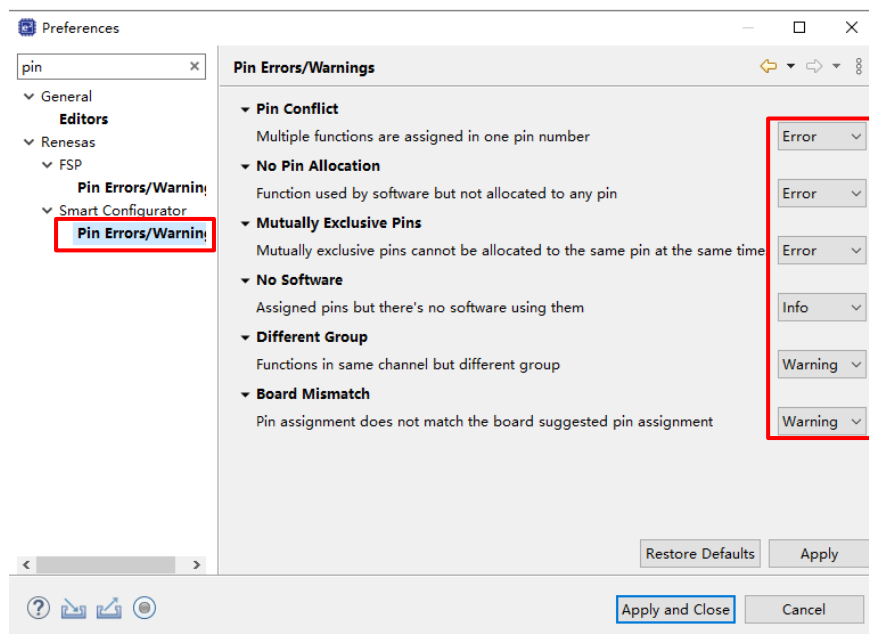 Preferences
pin
Pin Errors/Warnings
General
Editors
Renesas
FSP
Pin Errors/Warning
Smart Configurator
Pin Errors/Warning
Pin Conflict
Multiple functions are assigned in one pin number
Error
No Pin Allocation
Function used by software but not allocated to any pin
Error
Mutually Exclusive Pins
Mutually exclusive pins cannot be allocated to the same pin at the same time
Error
No Software
Assigned pins but there's no software using them
Info
Different Group
Functions in same channel but different group
Warning
Board Mismatch
Pin assignment does not match the board suggested pin assignment
Warning
Restore Defaults
Apply
Apply and Close
Cancel